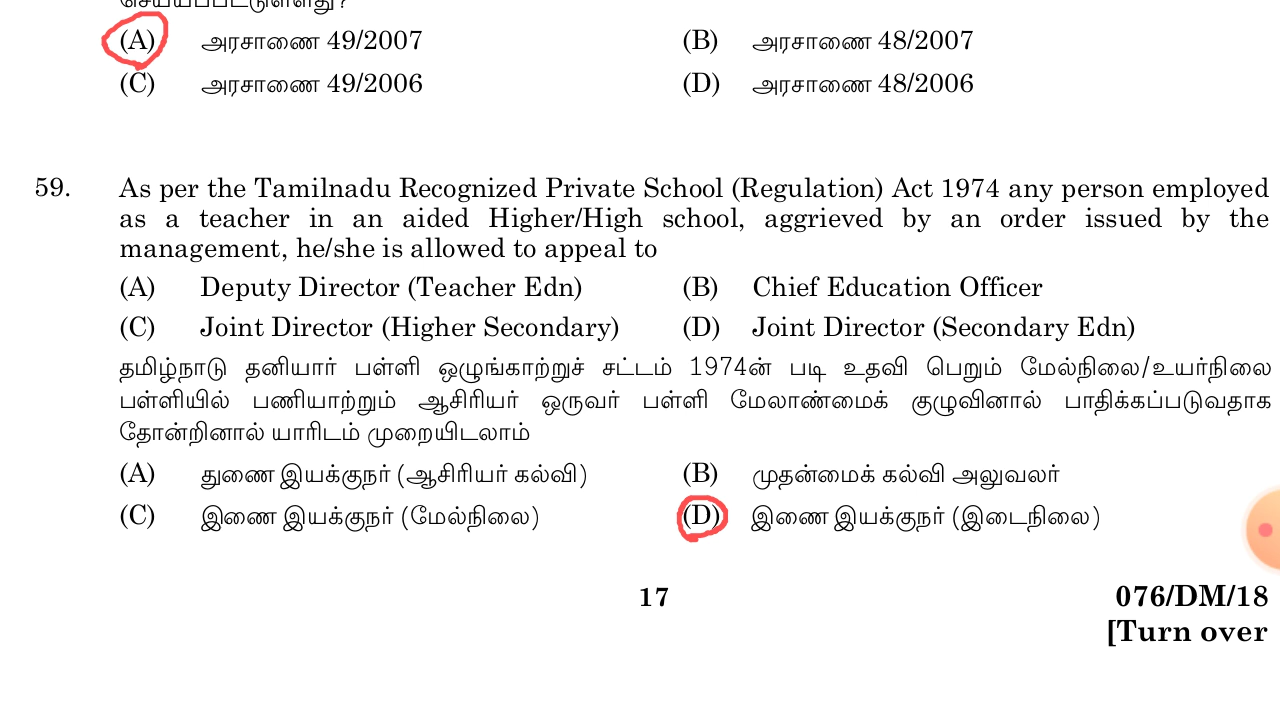 செய்யப்பட்டுள்ளது?
(A) அரசாணை 49/2007 (B) அரசாணை 48/2007
(C) அரசாணை 49/2006 (D) அரசாணை 48/2006
59. As per the Tamilnadu Recognized Private School (Regulation) Act 1974 any person employed
as a teacher in an aided Higher/High school, aggrieved by an order issued by the
management, he/she is allowed to appeal to
(A) Deputy Director (Teacher Edn) (B) Chief Education Officer
(C) Joint Director (Higher Secondary) (D) Joint Director (Secondary Edn)
தமிழ்நாடு தனியார் பள்ளி ஒழுங்காற்றுச் சட்டம் 1974ன் படி உதவி பெறும் மேல்நிலை/உயர்நிலை
பள்ளியில் பணியாற்றும் ஆசிரியர் ஒருவர் பள்ளி மேலாண்மைக் குழுவினால் பாதிக்கப்படுவதாக
தோன்றினால் யாரிடம் முறையிடலாம்
(A) துணை இயக்குநர் (ஆசிரியர் கல்வி) (B) முதன்மைக் கல்வி அலுவலர்
(C) இணை இயக்குநர் (மேல்நிலை) (D) இணை இயக்குநர் (இடைநிலை)
17 076/DM/18
[Turn over